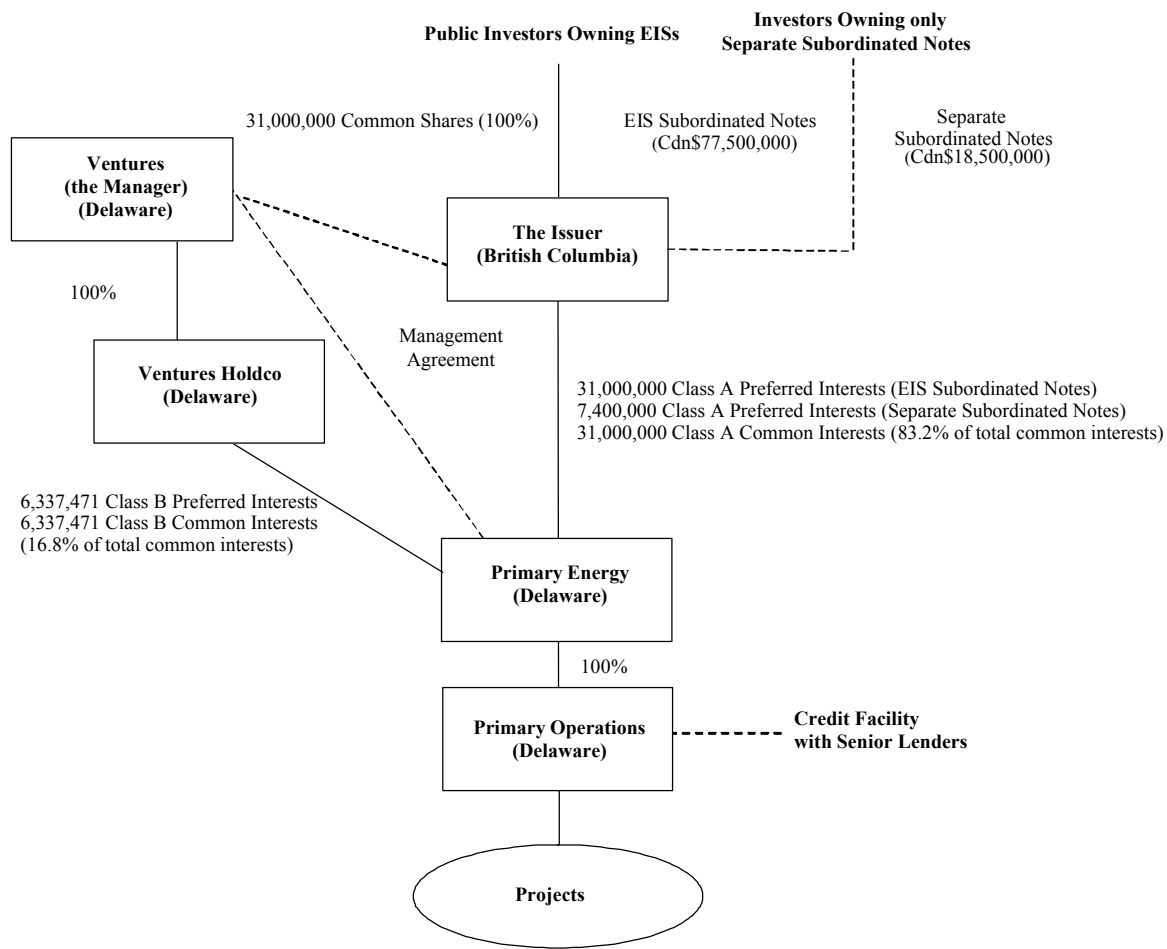 Public Investors Owning EISs
Investors Owning only
Separate Subordinated Notes
31,000,000 Common Shares (100%)
EIS Subordinated Notes
(Cdn$77,500,000)
Separate
Subordinated Notes
(Cdn$18,500,000)
Ventures
(the Manager)
(Delaware)
The Issuer
(British Columbia)
100%
Management
Agreement
Ventures Holdco
(Delaware)
31,000,000 Class A Preferred Interests (EIS Subordinated Notes)
7,400,000 Class A Preferred Interests (Separate Subordinated Notes)
31,000,000 Class A Common Interests (83.2% of total common interests)
6,337,471 Class B Preferred Interests
6,337,471 Class B Common Interests
(16.8% of total common interests)
Primary Energy
(Delaware)
100%
Primary Operations
(Delaware)
Credit Facility
with Senior Lenders
Projects